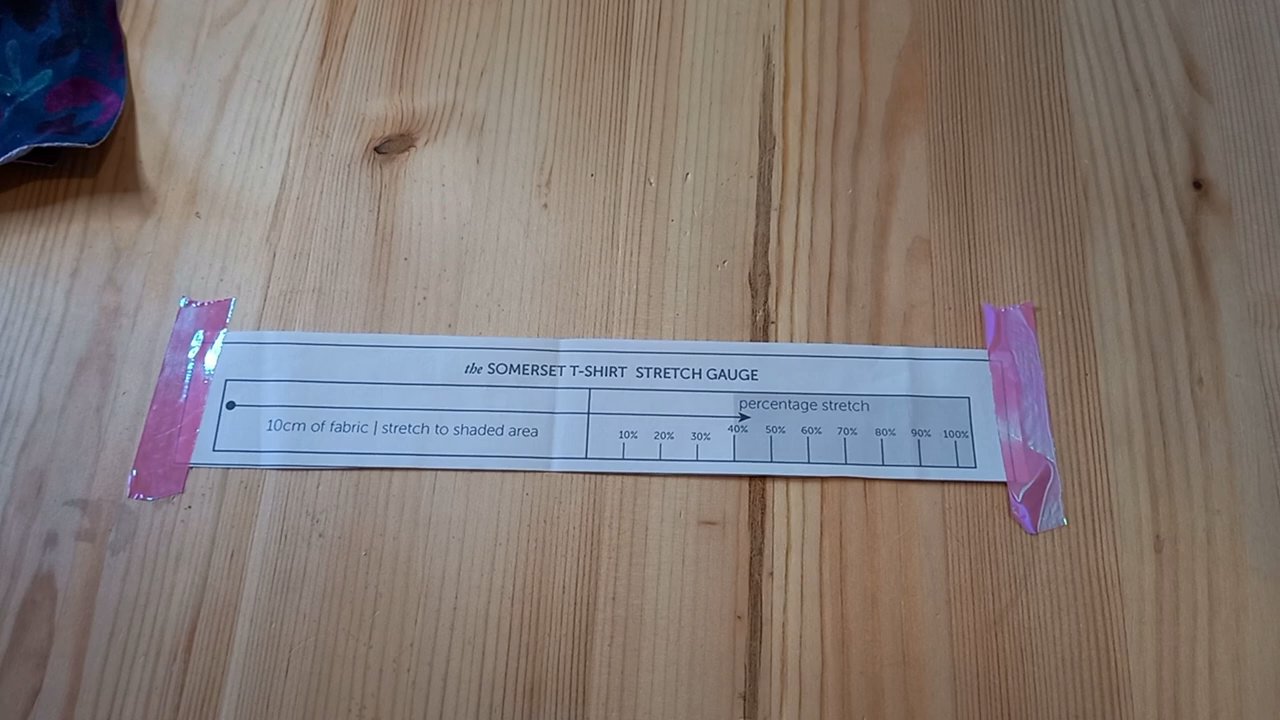 the SOMERSET T-SHIRT STRETCH GAUGE
percentage stretch
10cm of fabric | stretch to shaded area
10% 20% 30% 40% 50% 60% 70% 80% 90% 100%